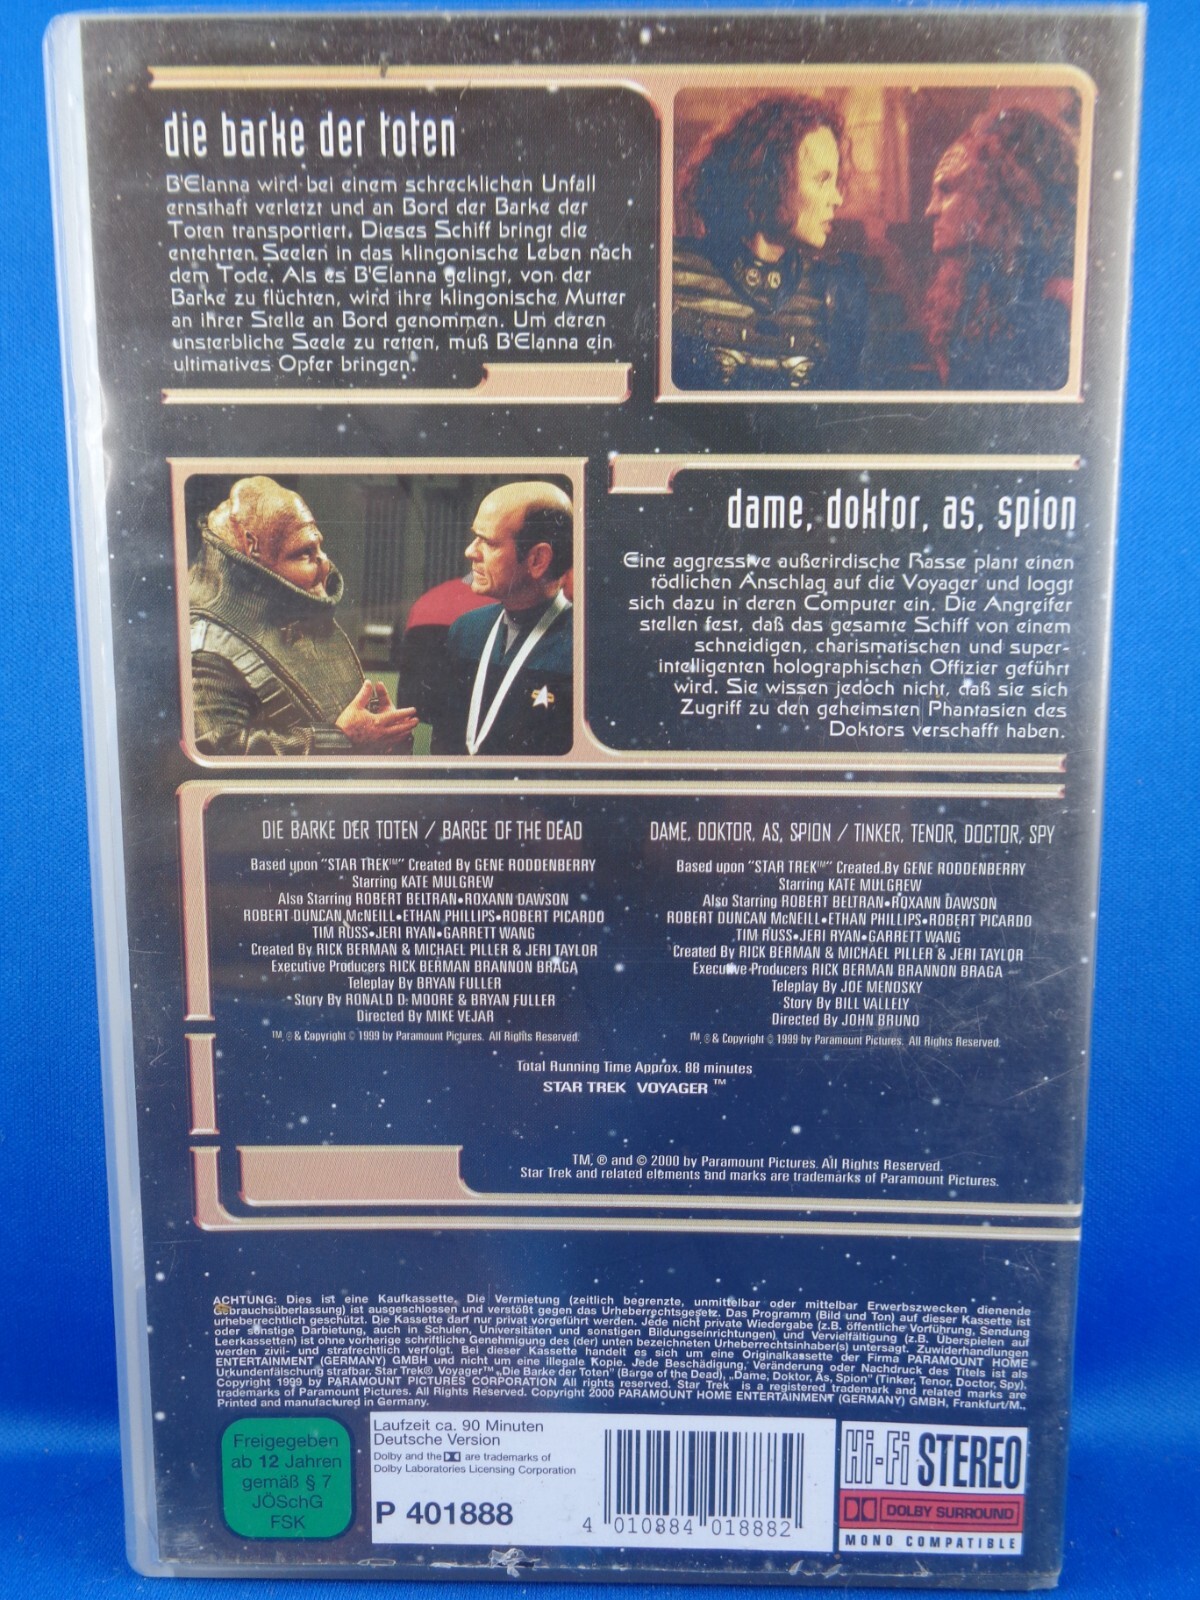 die barke der toten
B'Elanna wird bei einem schrecklichen Unfall
ernsthaft verletzt und an Bord der Barke der
Toten transportiert. Dieses Schiff bringt die
entehrten Seelen in das klingonische Leben nach
dem Tode. Als es B'Elanna gelingt, von der
Barke zu flüchten, wird ihre klingonische Mutter
an ihrer Stelle an Bord genommen. Um deren
unsterbliche Seele zu retten, muß B'Elanna ein
ultimatives Opfer bringen.
dame, doktor, as, spion
Eine aggressive außerirdische Rasse plant einen
tödlichen Anschlag auf die Voyager und loggt
sich dazu in deren Computer ein. Die Angreifer
stellen fest, daß das gesamte Schiff von einem
schneidigen, charismatischen und super-
intelligenten holographischen Offizier geführt
wird. Sie wissen jedoch nicht, daß sie sich
Zugriff zu den geheimsten Phantasien des
Doktors verschafft haben.
DIE BARKE DER TOTEN / BARGE OF THE DEAD
Based upon "STAR TREK™" Created By GENE RODDENBERRY
Starring KATE MULGREW
Also Starring ROBERT BELTRAN•ROXANN DAWSON
ROBERT DUNCAN McNEILL•ETHAN PHILLIPS•ROBERT PICARDO
TIM RUSS•JERI RYAN•GARRETT WANG
Created By RICK BERMAN & MICHAEL PILLER & JERI TAYLOR
Executive Producers RICK BERMAN BRANNON BRAGA
Teleplay By BRYAN FULLER
Story By RONALD D. MOORE & BRYAN FULLER
Directed By MIKE VEJAR
™, ® & Copyright © 1999 by Paramount Pictures. All Rights Reserved.
DAME, DOKTOR, AS, SPION / TINKER, TENOR, DOCTOR, SPY
Based upon "STAR TREK™" Created By GENE RODDENBERRY
Starring KATE MULGREW
Also Starring ROBERT BELTRAN•ROXANN DAWSON
ROBERT DUNCAN McNEILL•ETHAN PHILLIPS•ROBERT PICARDO
TIM RUSS•JERI RYAN•GARRETT WANG
Created By RICK BERMAN & MICHAEL PILLER & JERI TAYLOR
Executive Producers RICK BERMAN BRANNON BRAGA
Teleplay By JOE MENOSKY
Story By BILL VALLELY
Directed By JOHN BRUNO
™, ® & Copyright © 1999 by Paramount Pictures. All Rights Reserved.
Total Running Time Approx. 88 minutes
STAR TREK VOYAGER™
TM, ® and © 2000 by Paramount Pictures. All Rights Reserved.
Star Trek and related elements and marks are trademarks of Paramount Pictures.
ACHTUNG: Dies ist eine Kaufkassette. Die Vermietung (zeitlich begrenzte, unmittelbar oder mittelbar Erwerbszwecken dienende
Gebrauchsüberlassung) ist ausgeschlossen und verstößt gegen das Urheberrechtsgesetz. Das Programm (Bild und Ton) auf dieser Kassette ist
urheberrechtlich geschützt. Die Kassette darf nur privat vorgeführt werden. Jede nicht private Wiedergabe (z.B. öffentliche Vorführung, Sendung
oder sonstige Darbietung, auch in Schulen, Universitäten und sonstigen Bildungseinrichtungen) und Vervielfältigung (z.B. Überspielen auf
Leerkassetten) ist ohne vorherige schriftliche Genehmigung des (der) unten bezeichneten Urheberrechtsinhaber(s) untersagt. Zuwiderhandlungen
werden zivil- und strafrechtlich verfolgt. Bei dieser Kassette handelt es sich um eine Originalkassette der Firma PARAMOUNT HOME
ENTERTAINMENT (GERMANY) GMBH und nicht um eine illegale Kopie. Jede Beschädigung, Veränderung oder Nachdruck des Titels ist als
Urkundenfälschung strafbar. Star Trek® Voyager™ „Die Barke der Toten" (Barge of the Dead), „Dame, Doktor, As, Spion" (Tinker, Tenor, Doctor, Spy).
Copyright 1999 by PARAMOUNT PICTURES CORPORATION All rights reserved. Star Trek is a registered trademark and related marks are
trademarks of Paramount Pictures. All Rights Reserved. Copyright 2000 PARAMOUNT HOME ENTERTAINMENT (GERMANY) GMBH, Frankfurt/M.,
Printed and manufactured in Germany.
Freigegeben
ab 12 Jahren
gemäß § 7
JÖSchG
FSK
Laufzeit ca. 90 Minuten
Deutsche Version
Dolby and the are trademarks of
Dolby Laboratories Licensing Corporation
P 401888
4 010884 018882
Hi-Fi STEREO
DOLBY SURROUND
MONO COMPATIBLE